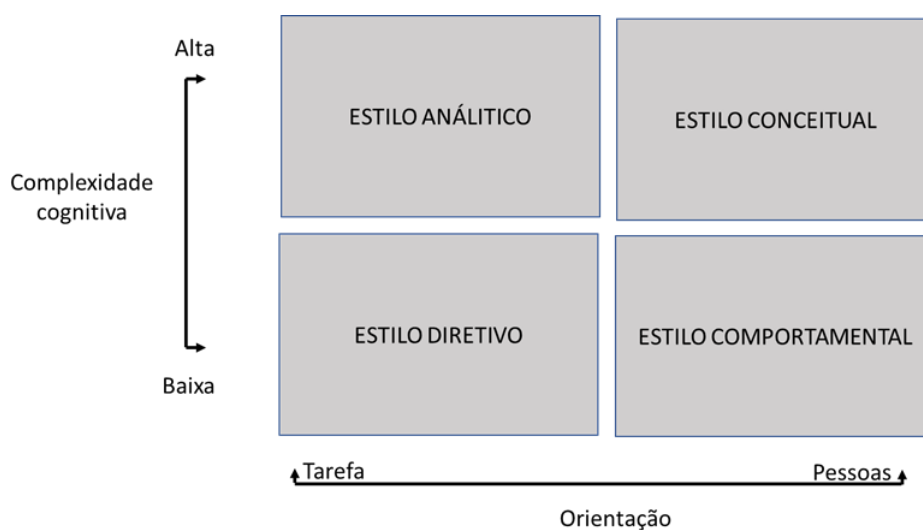 Alta
ESTILO ANÁLITICO
ESTILO CONCEITUAL
Complexidade
cognitiva
ESTILO DIRETIVO
ESTILO COMPORTAMENTAL
Baixa
Tarefa
Pessoas
Orientação